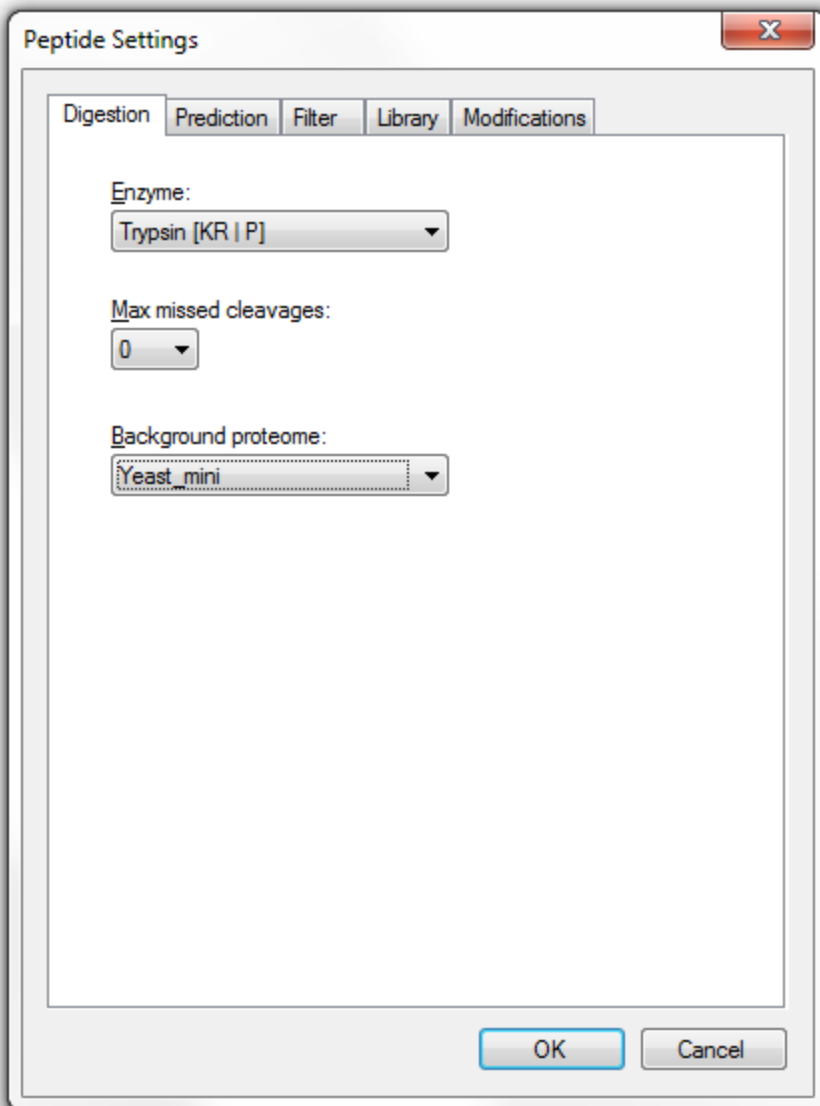 Peptide Settings
Digestion Prediction Filter Library Modifications
Enzyme:
Trypsin [KR | P]
Max missed cleavages:
0
Background proteome:
Yeast_mini
OK Cancel